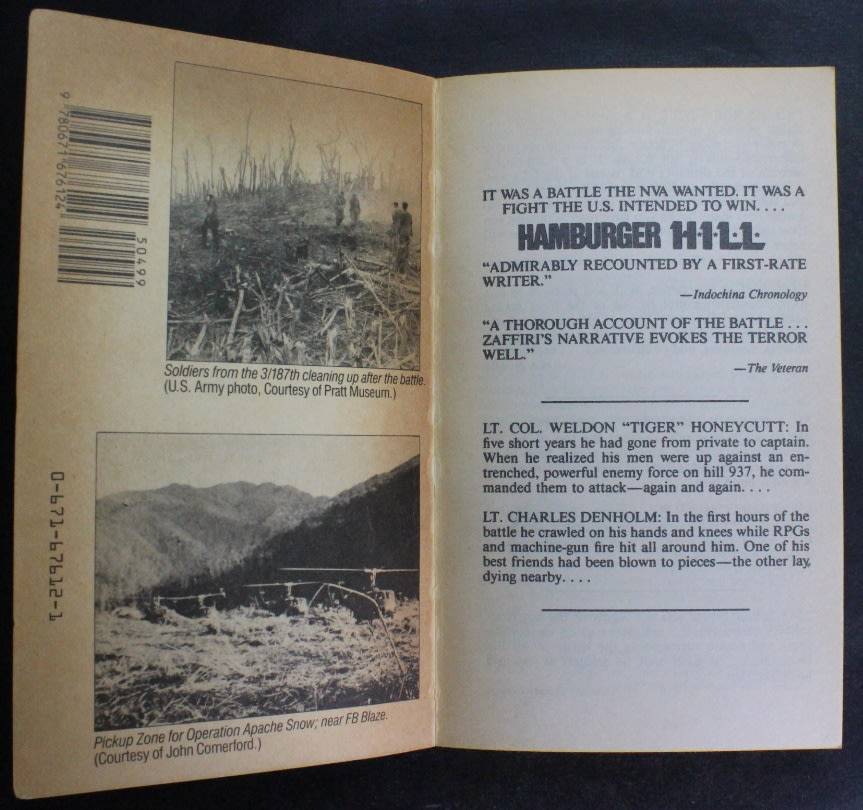 9 780671 676124
50499
0-671-67612-1
Soldiers from the 3/187th cleaning up after the battle.
(U.S. Army photo, Courtesy of Pratt Museum.)
Pickup Zone for Operation Apache Snow; near FB Blaze.
(Courtesy of John Comerford.)
IT WAS A BATTLE THE NVA WANTED. IT WAS A
FIGHT THE U.S. INTENDED TO WIN. . . .
HAMBURGER H·I·L·L
“ADMIRABLY RECOUNTED BY A FIRST-RATE
WRITER.”
—Indochina Chronology
“A THOROUGH ACCOUNT OF THE BATTLE . . .
ZAFFIRI’S NARRATIVE EVOKES THE TERROR
WELL.”
—The Veteran
LT. COL. WELDON “TIGER” HONEYCUTT: In
five short years he had gone from private to captain.
When he realized his men were up against an en-
trenched, powerful enemy force on hill 937, he com-
manded them to attack—again and again. . . .
LT. CHARLES DENHOLM: In the first hours of the
battle he crawled on his hands and knees while RPGs
and machine-gun fire hit all around him. One of his
best friends had been blown to pieces—the other lay,
dying nearby. . . .